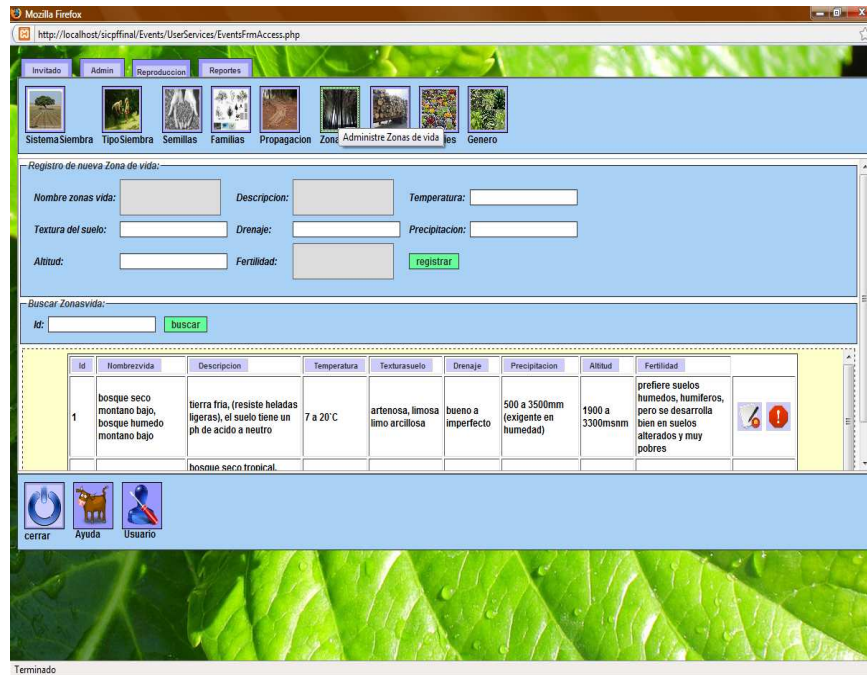 Mozilla Firefox
http://localhost/sicpffinal/Events/UserServices/EventsFrmAccess.php
Invitado Admin Reproduccion Reportes
SistemaSiembra TipoSiembra Semillas Familias Propagacion Zona es Genero
Administre Zonas de vida
Registro de nueva Zona de vida:
Nombre zonas vida: Descripcion: Temperatura:
Textura del suelo: Drenaje: Precipitacion:
Altitud: Fertilidad: registrar
Buscar Zonasvida:
Id: buscar
Id Nombrezvida Descripcion Temperatura Texturasuelo Drenaje Precipitacion Altitud Fertilidad
1
bosque seco
montano bajo,
bosque humedo
montano bajo
tierra fria, (resiste heladas
ligeras), el suelo tiene un
ph de acido a neutro
7 a 20°C
artenosa, limosa
limo arcillosa
bueno a
imperfecto
500 a 3500mm
(exigente en
humedad)
1900 a
3300msnm
prefiere suelos
humedos, humiferos,
pero se desarrolla
bien en suelos
alterados y muy
pobres
bosque seco tropical,
cerrar Ayuda Usuario
Terminado